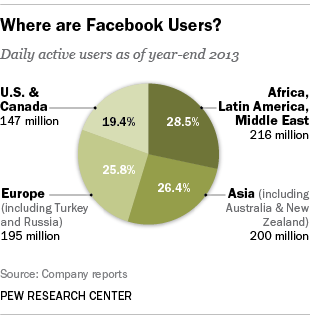 Where are Facebook Users?
Daily active users as of year-end 2013
U.S. &
Canada
147 million
19.4%
28.5%
Africa,
Latin America,
Middle East
216 million
25.8%
26.4%
Europe
(including Turkey
and Russia)
195 million
Asia (including
Australia & New
Zealand)
200 million
Source: Company reports
PEW RESEARCH CENTER